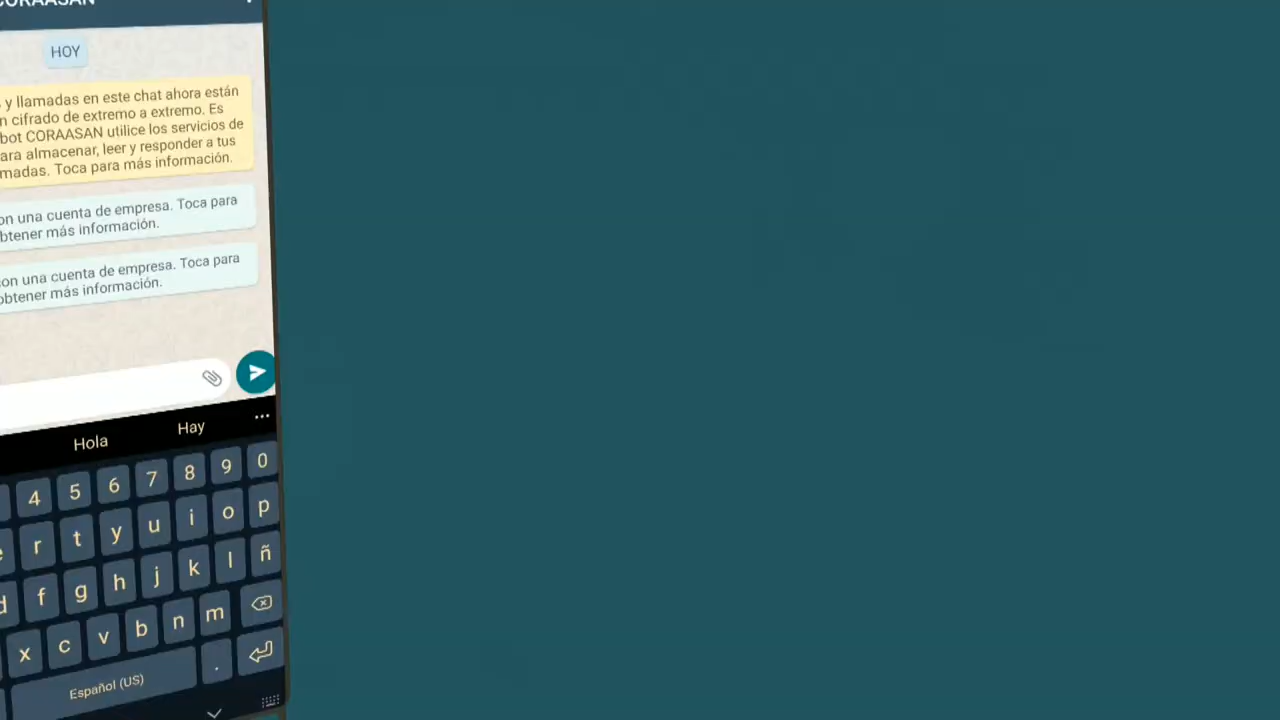 CORAASAN
HOY
y llamadas en este chat ahora están
n cifrado de extremo a extremo. Es
bot CORAASAN utilice los servicios de
ara almacenar, leer y responder a tus
madas. Toca para más información.
on una cuenta de empresa. Toca para
btener más información.
on una cuenta de empresa. Toca para
obtener más información.
Hola Hay ...
4 5 6 7 8 9 0
e r t y u i o p
d f g h j k l ñ
x c v b n m
Español (US) .